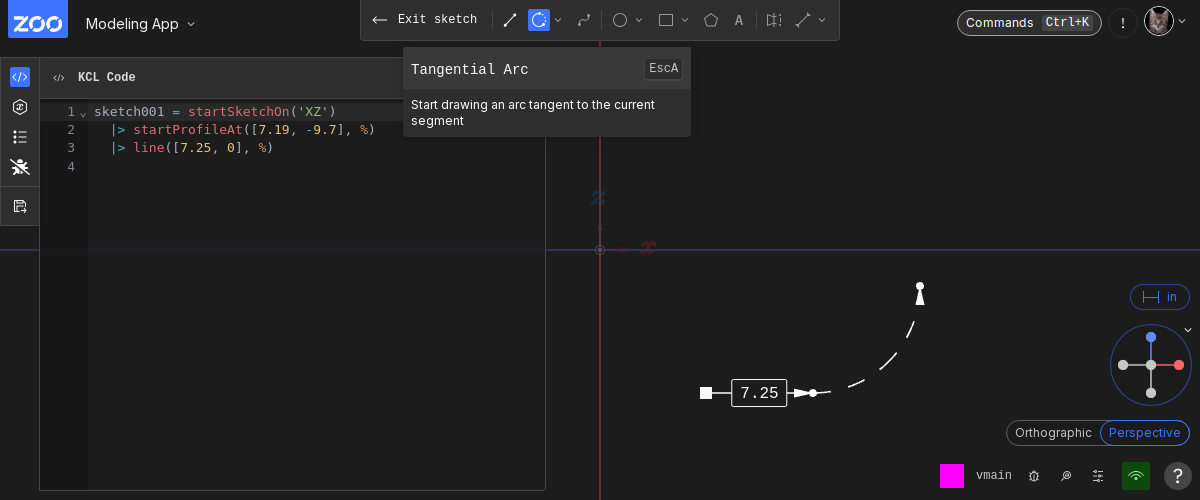 ZOO
Modeling App
Exit sketch
A
Commands Ctrl+K
!
KCL Code
Tangential Arc EscA
Start drawing an arc tangent to the current
segment
1 sketch001 = startSketchOn('XZ')
2 |> startProfileAt([7.19, -9.7], %)
3 |> line([7.25, 0], %)
4
z
x
in
7.25
Orthographic Perspective
vmain
?